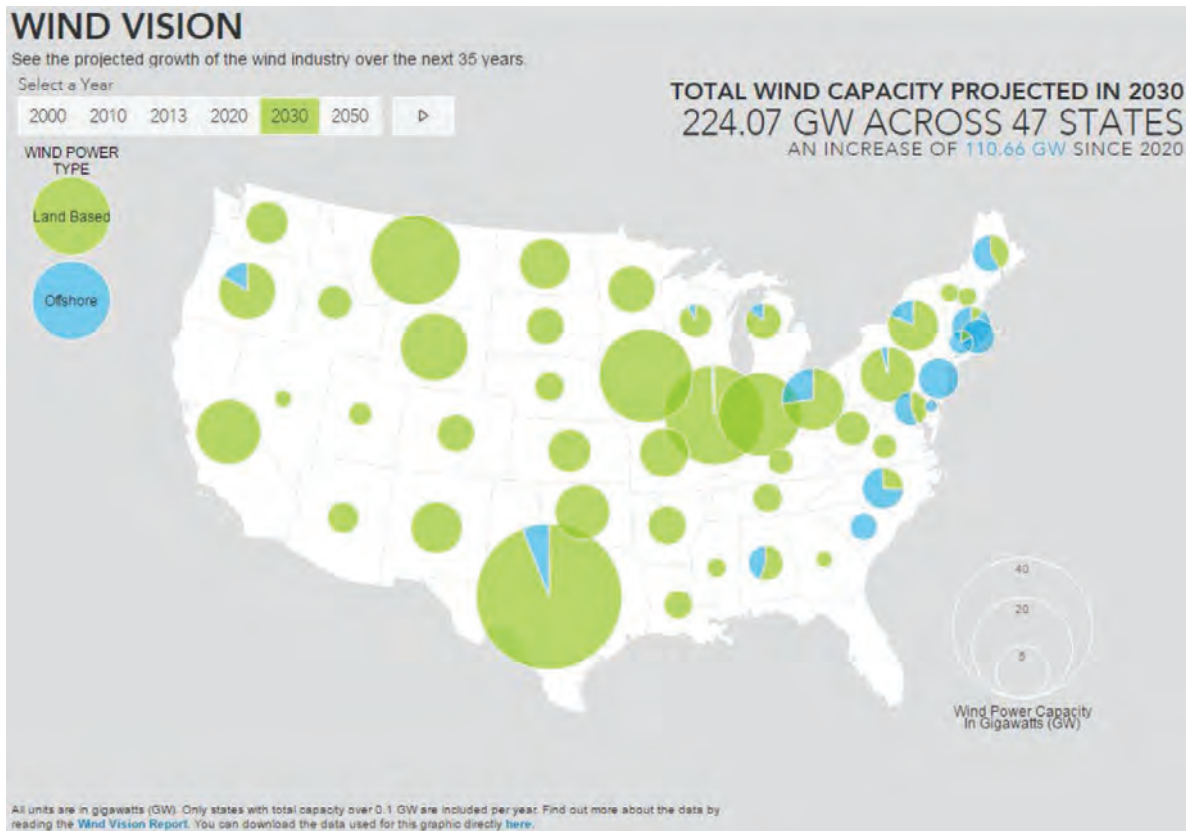 WIND VISION
See the projected growth of the wind industry over the next 35 years.
Select a Year
2000 2010 2013 2020 2030 2050
TOTAL WIND CAPACITY PROJECTED IN 2030
224.07 GW ACROSS 47 STATES
AN INCREASE OF 110.66 GW SINCE 2020
WIND POWER
TYPE
Land Based
Offshore
40
20
5
Wind Power Capacity
In Gigawatts (GW)
All units are in gigawatts (GW). Only states with total capacity over 0.1 GW are included per year. Find out more about the data by
reading the Wind Vision Report. You can download the data used for this graphic directly here.